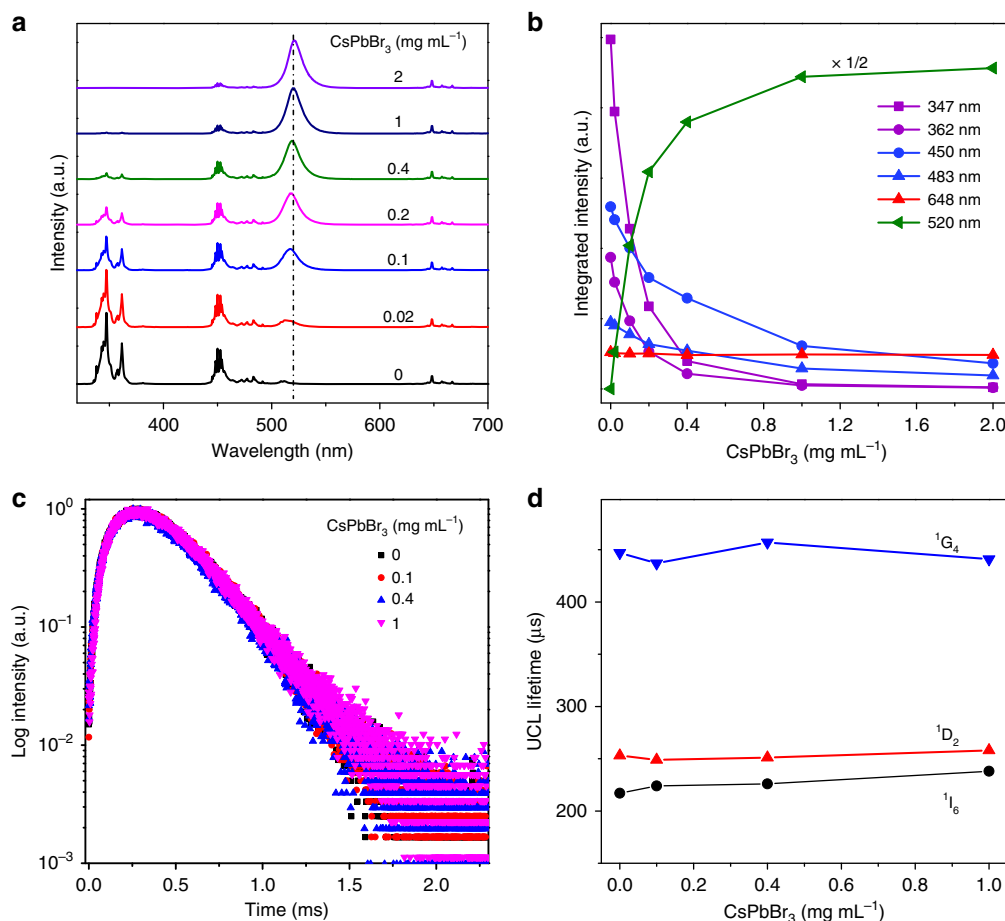 a
CsPbBr₃ (mg mL⁻¹)
2
1
0.4
0.2
0.1
0.02
0
Intensity (a.u.)
400 500 600 700
Wavelength (nm)
b
× 1/2
347 nm
362 nm
450 nm
483 nm
648 nm
520 nm
Integrated intensity (a.u.)
0.0 0.4 0.8 1.2 1.6 2.0
CsPbBr₃ (mg mL⁻¹)
c
CsPbBr₃ (mg mL⁻¹)
0
0.1
0.4
1
Log intensity (a.u.)
10⁰
10⁻¹
10⁻²
10⁻³
0.0 0.5 1.0 1.5 2.0
Time (ms)
d
¹G₄
¹D₂
¹I₆
UCL lifetime (µs)
400
300
200
0.0 0.2 0.4 0.6 0.8 1.0
CsPbBr₃ (mg mL⁻¹)